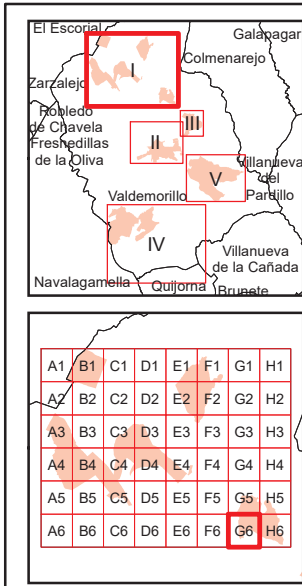 El Escorial
Galapagar
Colmenarejo
I
Zarzalejo
III
Robledo
de Chavela
Fresnedillas
de la Oliva
II
Villanueva
del
Pardillo
V
Valdemorillo
IV
Villanueva
de la Cañada
Navalagamella
Quijorna
Brunete
A1 B1 C1 D1 E1 F1 G1 H1
A2 B2 C2 D2 E2 F2 G2 H2
A3 B3 C3 D3 E3 F3 G3 H3
A4 B4 C4 D4 E4 F4 G4 H4
A5 B5 C5 D5 E5 F5 G5 H5
A6 B6 C6 D6 E6 F6 G6 H6